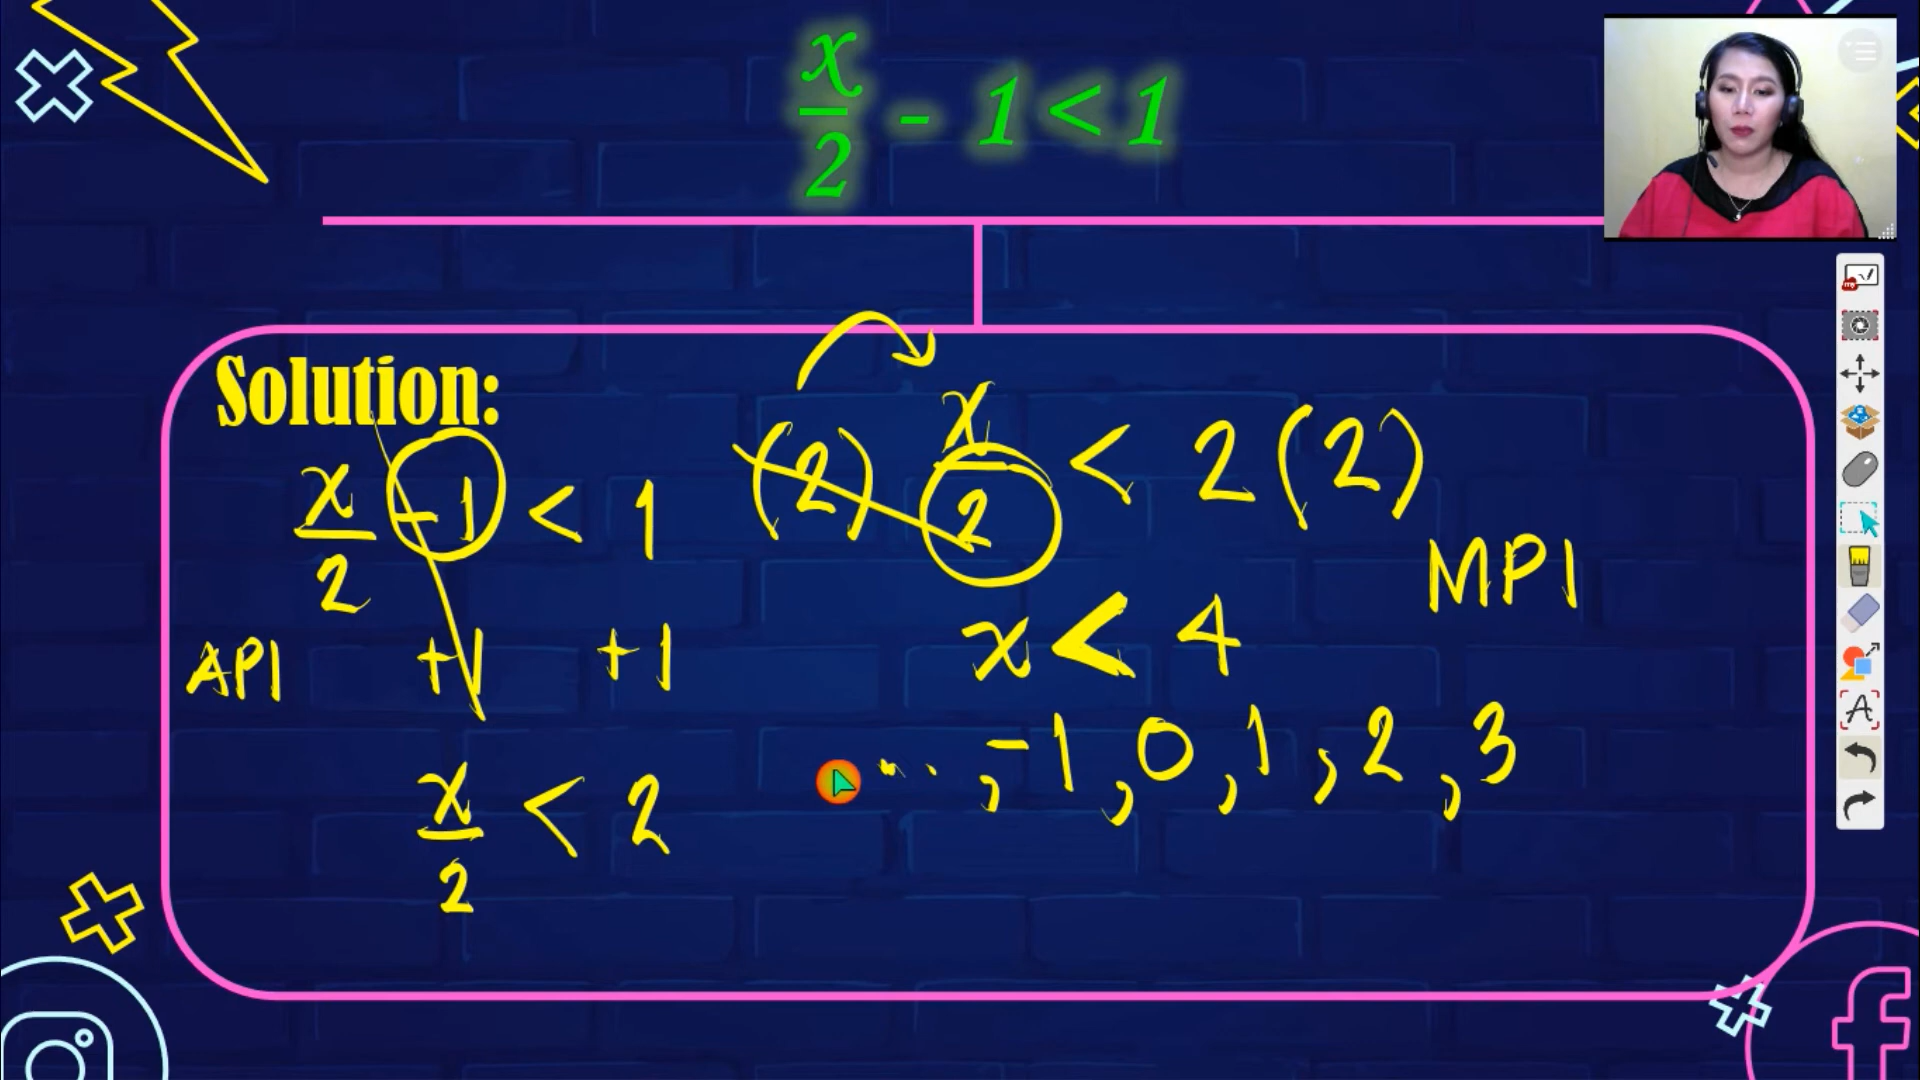 x/2 - 1 < 1
Solution:
x/2 -1 < 1
API +1 +1
x/2 < 2
(2) x/2 < 2(2)
MPI
x < 4
... , -1, 0, 1, 2, 3